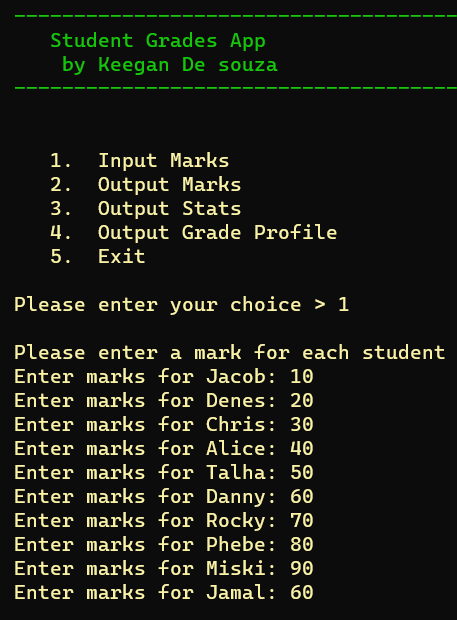 Student Grades App
by Keegan De souza
1. Input Marks
2. Output Marks
3. Output Stats
4. Output Grade Profile
5. Exit
Please enter your choice > 1
Please enter a mark for each student
Enter marks for Jacob: 10
Enter marks for Denes: 20
Enter marks for Chris: 30
Enter marks for Alice: 40
Enter marks for Talha: 50
Enter marks for Danny: 60
Enter marks for Rocky: 70
Enter marks for Phebe: 80
Enter marks for Miski: 90
Enter marks for Jamal: 60